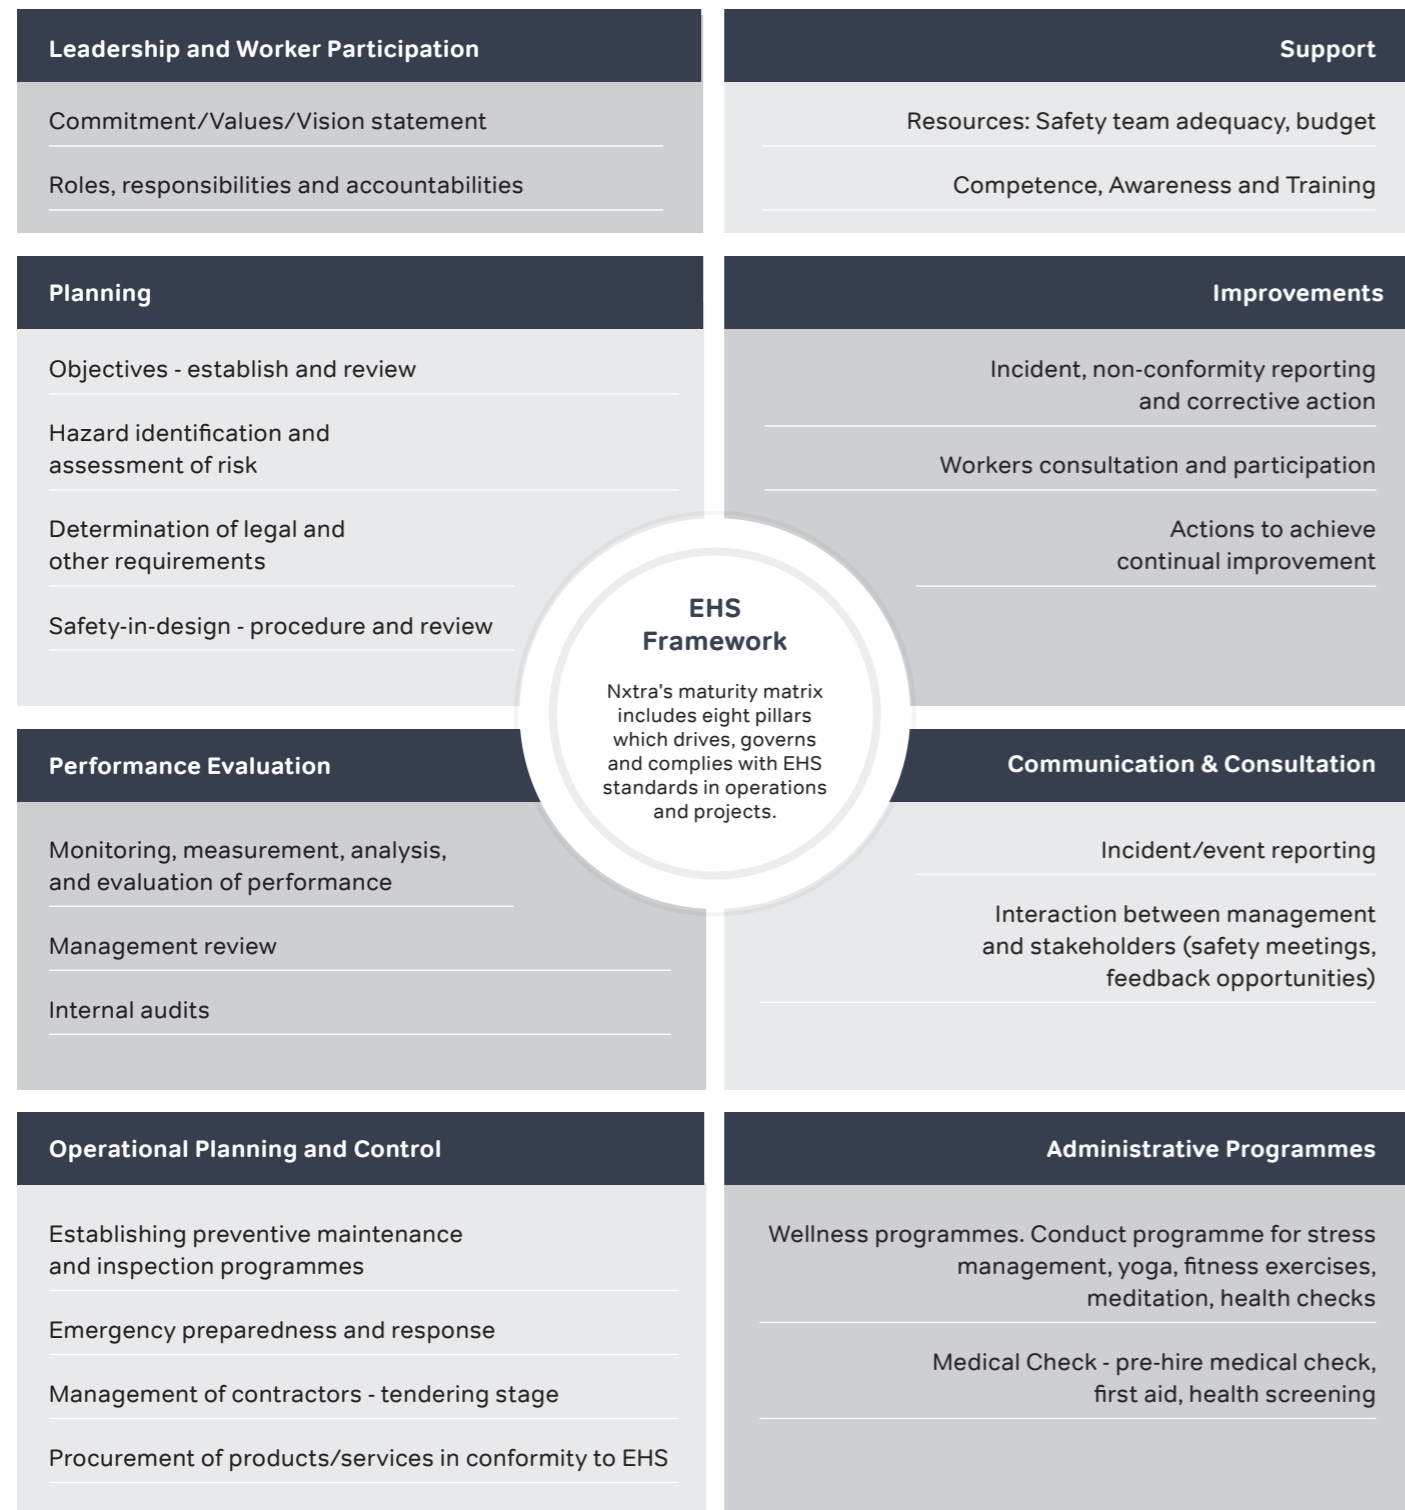 Leadership and Worker Participation
Commitment/Values/Vision statement
Roles, responsibilities and accountabilities
Support
Resources: Safety team adequacy, budget
Competence, Awareness and Training
Planning
Objectives - establish and review
Hazard identification and
assessment of risk
Determination of legal and
other requirements
Safety-in-design - procedure and review
Improvements
Incident, non-conformity reporting
and corrective action
Workers consultation and participation
Actions to achieve
continual improvement
EHS
Framework
Nxtra's maturity matrix
includes eight pillars
which drives, governs
and complies with EHS
standards in operations
and projects.
Performance Evaluation
Monitoring, measurement, analysis,
and evaluation of performance
Management review
Internal audits
Communication & Consultation
Incident/event reporting
Interaction between management
and stakeholders (safety meetings,
feedback opportunities)
Operational Planning and Control
Establishing preventive maintenance
and inspection programmes
Emergency preparedness and response
Management of contractors - tendering stage
Procurement of products/services in conformity to EHS
Administrative Programmes
Wellness programmes. Conduct programme for stress
management, yoga, fitness exercises,
meditation, health checks
Medical Check - pre-hire medical check,
first aid, health screening